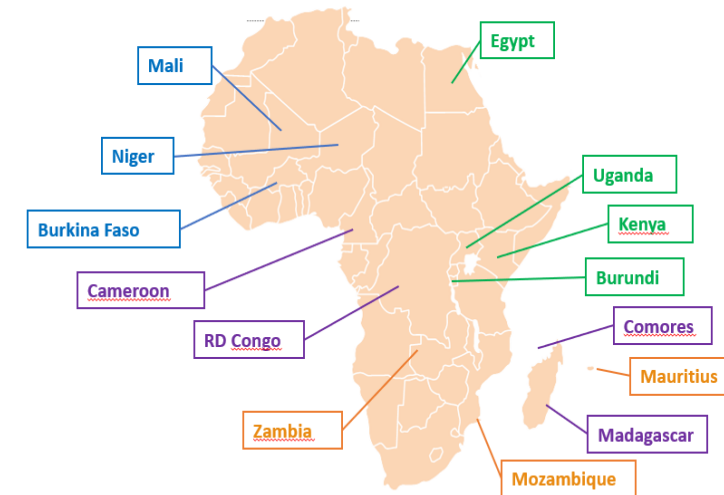 Egypt
Mali
Niger
Uganda
Kenya
Burkina Faso
Burundi
Cameroon
Comores
RD Congo
Mauritius
Zambia
Madagascar
Mozambique